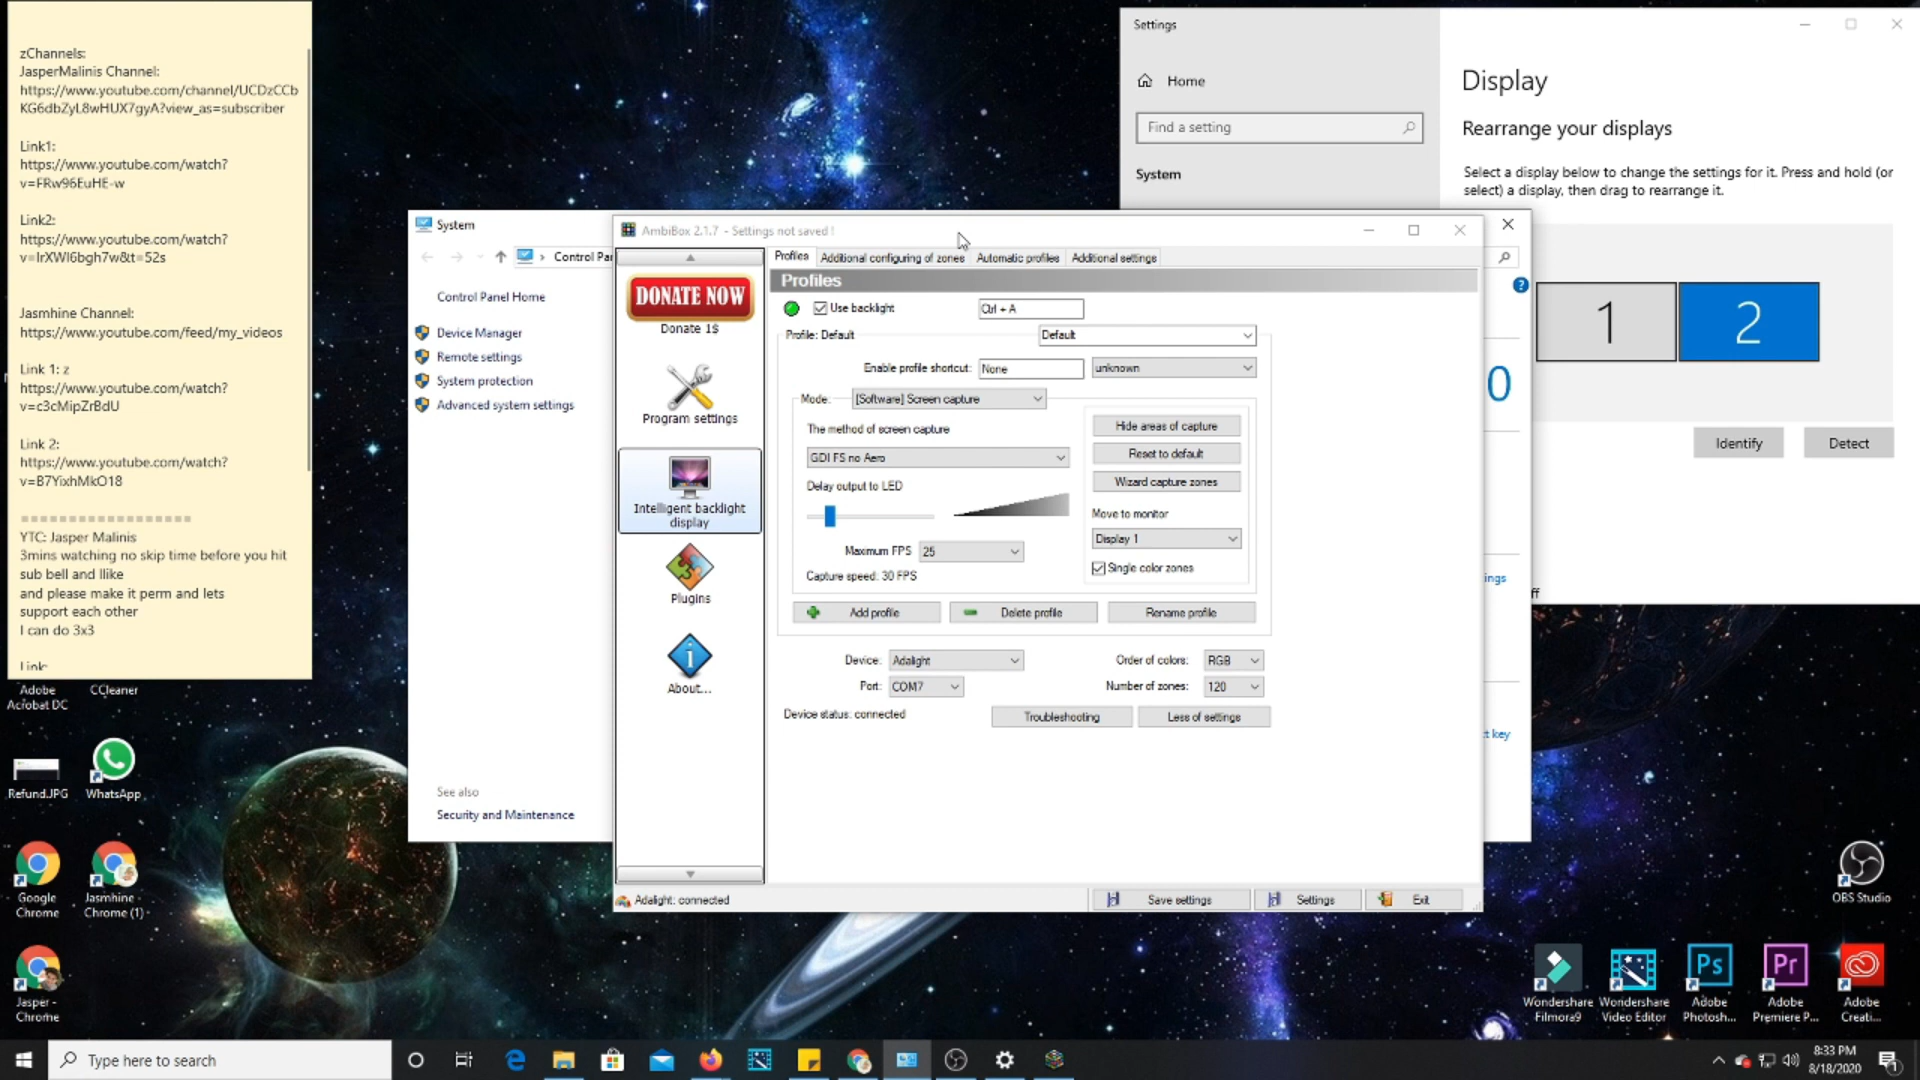 zChannels:
JasperMalinis Channel:
https://www.youtube.com/channel/UCDzCCb
KG6dbZyL8wHUX7gyA?view_as=subscriber
Link1:
https://www.youtube.com/watch?
v=FRw96EuHE-w
Link2:
https://www.youtube.com/watch?
v=lrXWl6bgh7w&t=52s
Jasmhine Channel:
https://www.youtube.com/feed/my_videos
Link 1: z
https://www.youtube.com/watch?
v=c3cMipZrBdU
Link 2:
https://www.youtube.com/watch?
v=B7YixhMkO18
==================
YTC: Jasper Malinis
3mins watching no skip time before you hit
sub bell and llike
and please make it perm and lets
support each other
I can do 3x3
Link:
Adobe
Acrobat DC
CCleaner
Refund.JPG
WhatsApp
Google
Chrome
Jasmhine -
Chrome (1)
Jasper -
Chrome
System
Control Pa
Control Panel Home
Device Manager
Remote settings
System protection
Advanced system settings
See also
Security and Maintenance
AmbiBox 2.1.7 - Settings not saved !
DONATE NOW
Donate 1$
Program settings
Intelligent backlight
display
Plugins
About...
Profiles
Additional configuring of zones
Automatic profiles
Additional settings
Profiles
Use backlight
Ctrl + A
Profile: Default
Default
Enable profile shortcut:
None
unknown
Mode:
[Software] Screen capture
The method of screen capture
GDI FS no Aero
Delay output to LED
Maximum FPS
25
Capture speed: 30 FPS
Hide areas of capture
Reset to default
Wizard capture zones
Move to monitor
Display 1
Single color zones
Add profile
Delete profile
Rename profile
Device:
Adalight
Order of colors:
RGB
Port:
COM7
Number of zones:
120
Device status: connected
Troubleshooting
Less of settings
Adalight: connected
Save settings
Settings
Exit
?
0
ings
ct key
Settings
Home
Find a setting
System
Display
Rearrange your displays
Select a display below to change the settings for it. Press and hold (or
select) a display, then drag to rearrange it.
1
2
Identify
Detect
ff
OBS Studio
Wondershare
Filmora9
Wondershare
Video Editor
Ps
Adobe
Photosh...
Pr
Adobe
Premiere P...
Adobe
Creati...
Type here to search
8:33 PM
8/18/2020
1